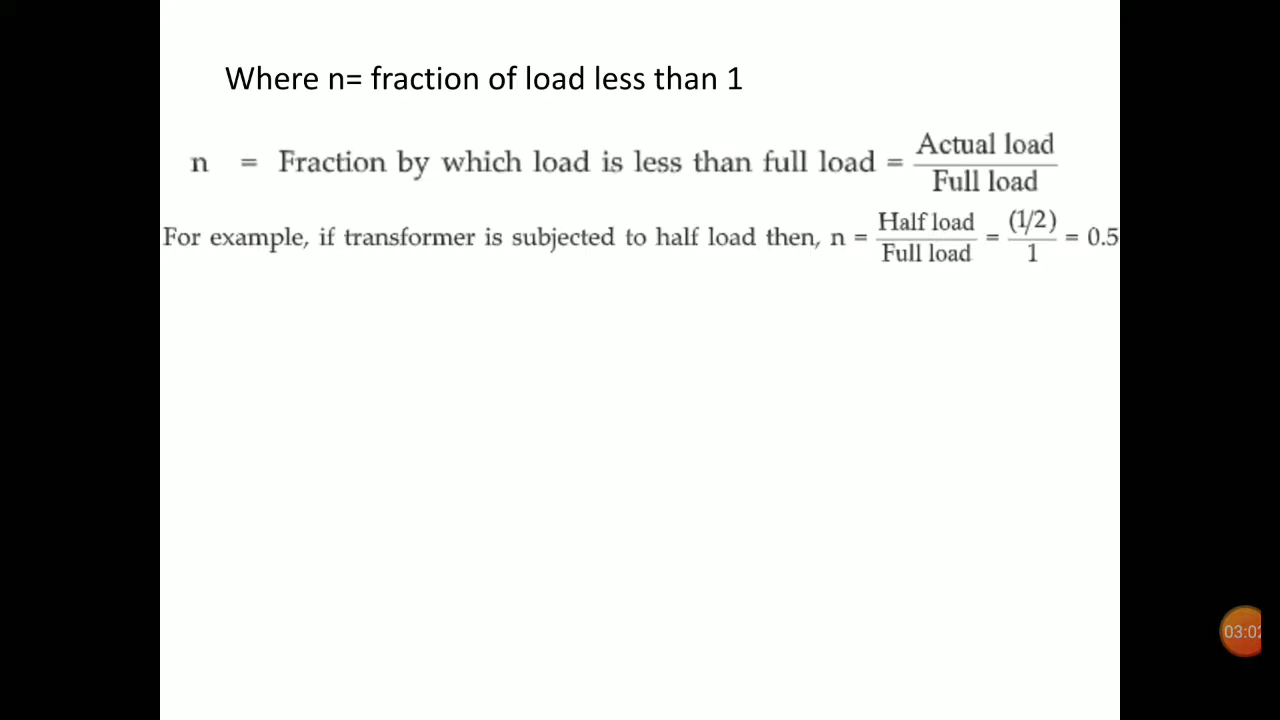 Where n= fraction of load less than 1
n = Fraction by which load is less than full load = Actual load / Full load
For example, if transformer is subjected to half load then, n = Half load / Full load = (1/2) / 1 = 0.5
03:02